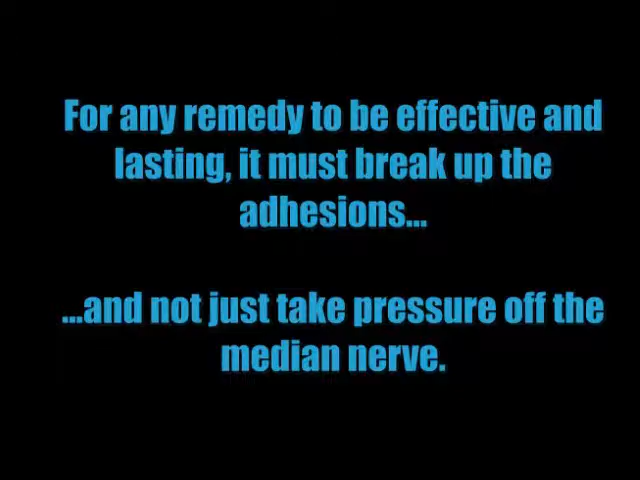 For any remedy to be effective and
lasting, it must break up the
adhesions...
...and not just take pressure off the
median nerve.